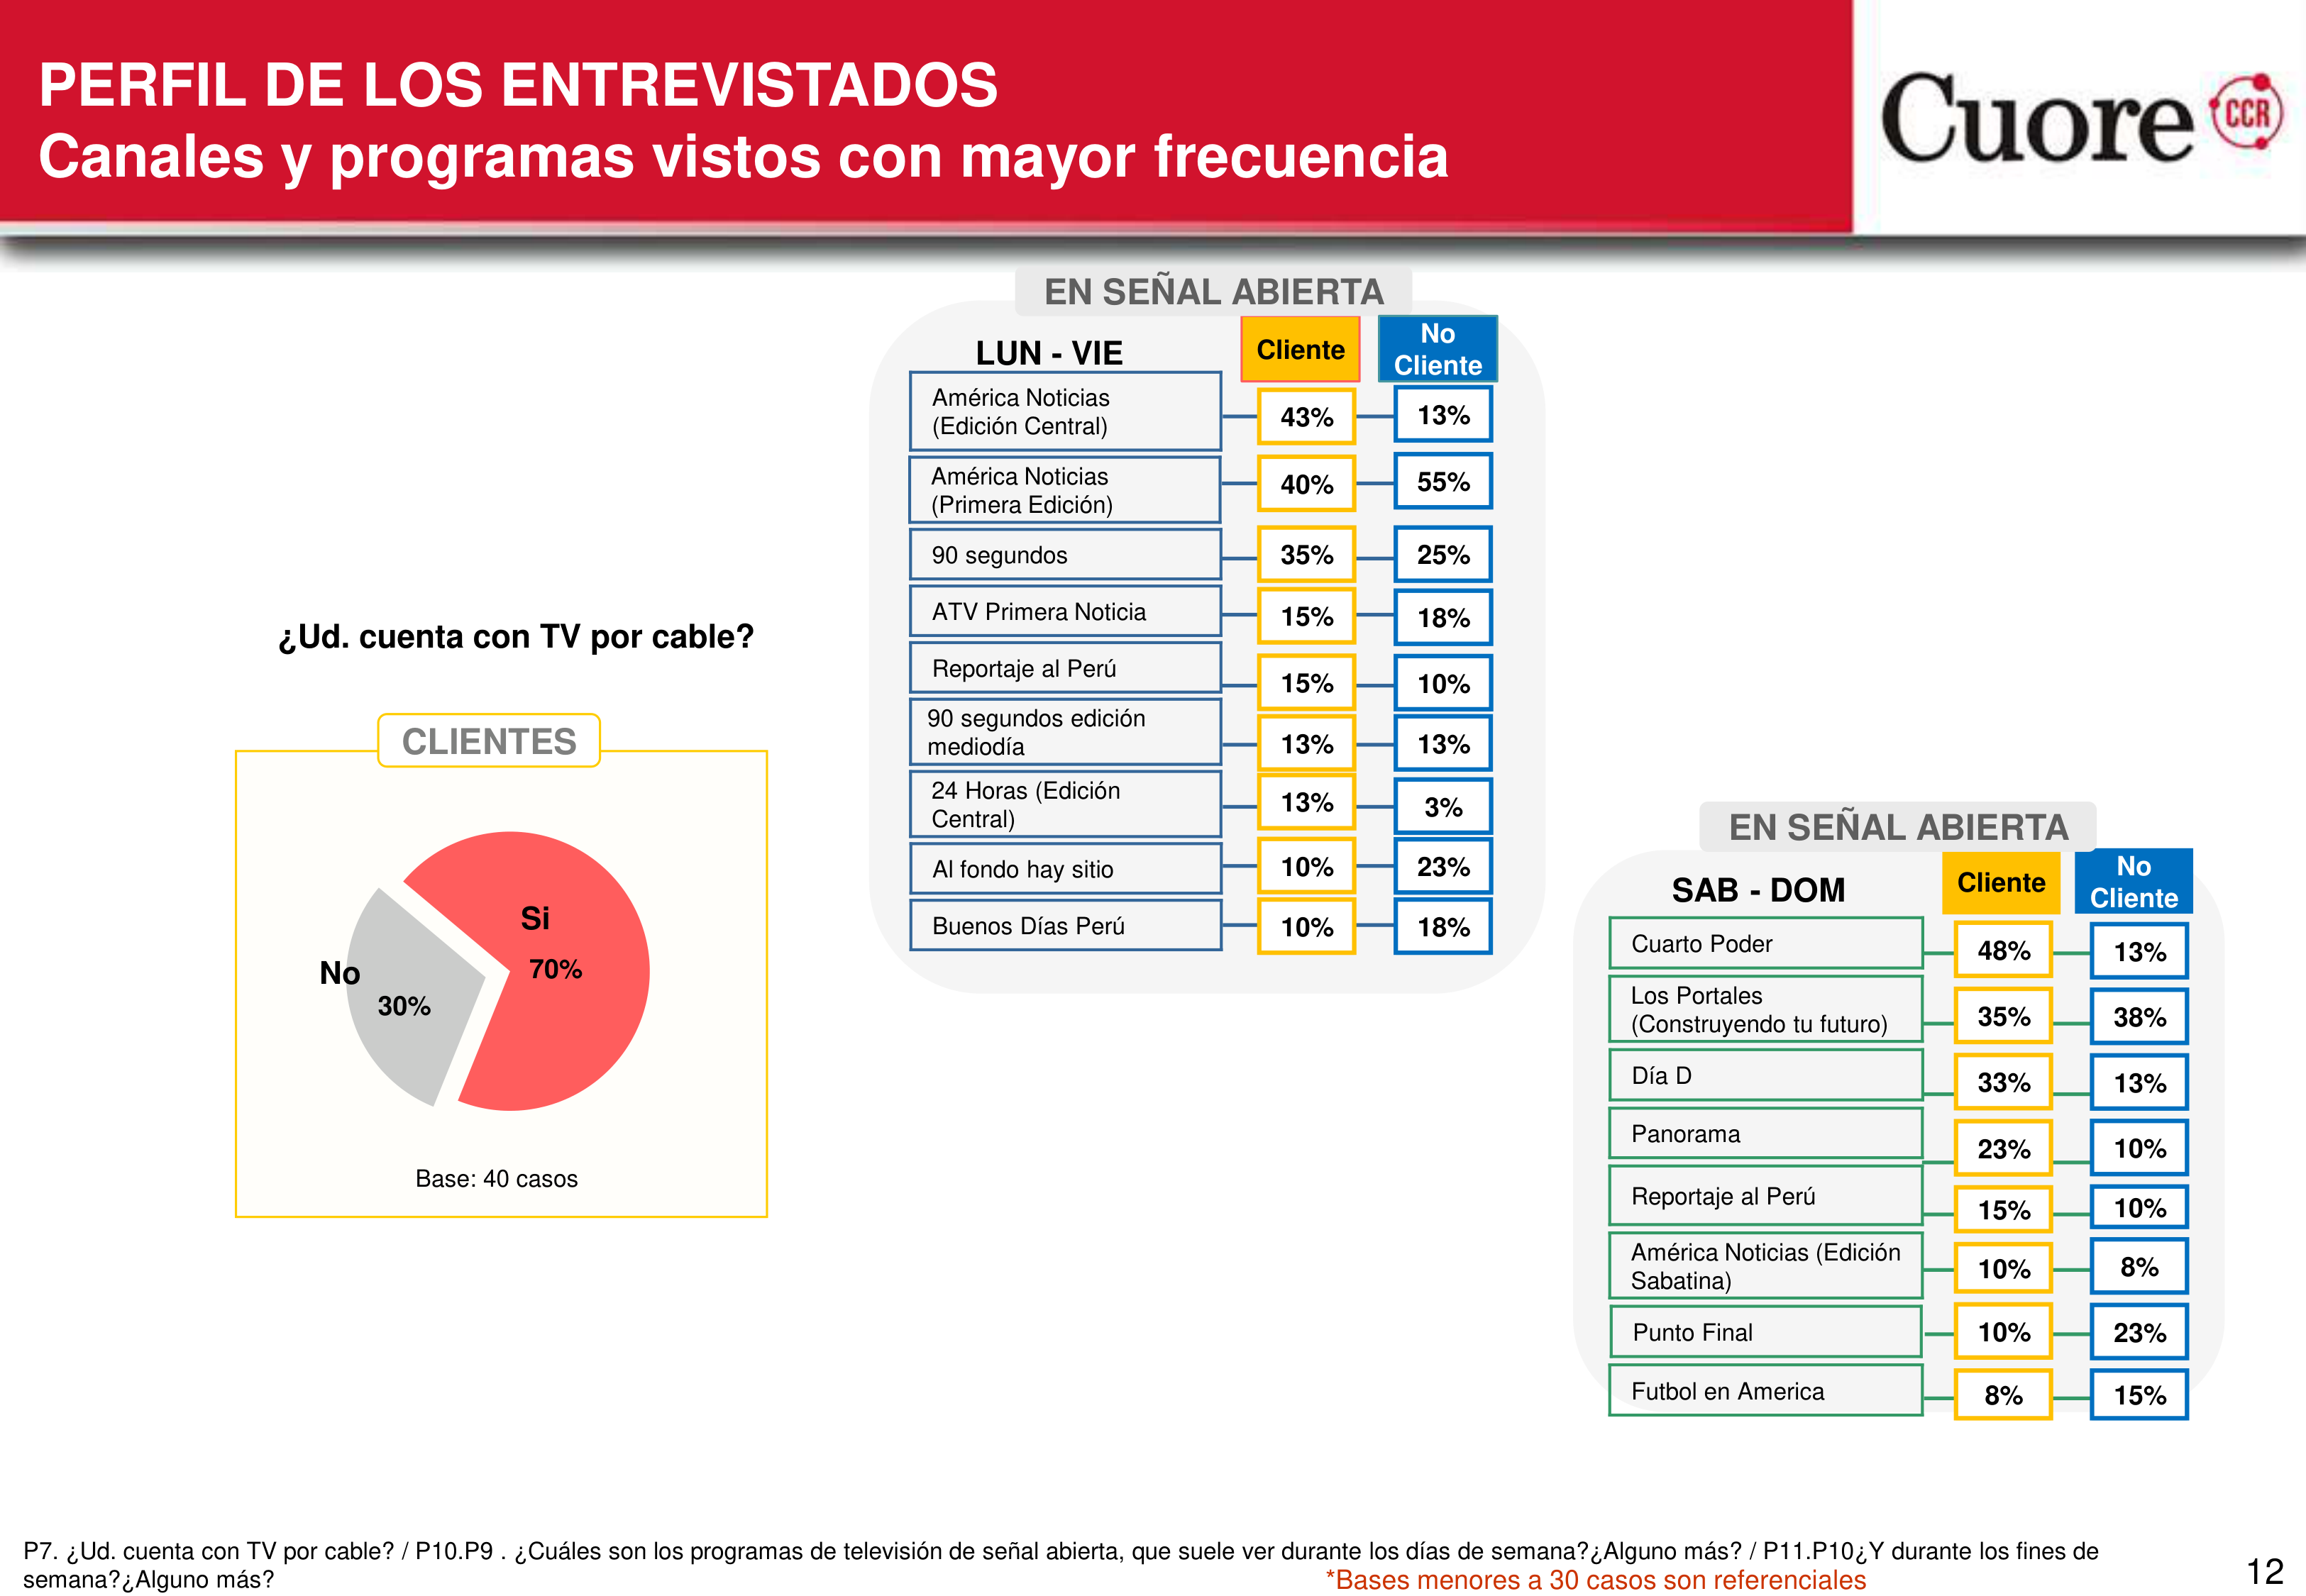 PERFIL DE LOS ENTREVISTADOS
Canales y programas vistos con mayor frecuencia
Cuore CCR
EN SEÑAL ABIERTA
LUN - VIE
Cliente
No
Cliente
América Noticias
(Edición Central)
43%
13%
América Noticias
(Primera Edición)
40%
55%
90 segundos
35%
25%
ATV Primera Noticia
15%
18%
Reportaje al Perú
15%
10%
90 segundos edición
mediodía
13%
13%
24 Horas (Edición
Central)
13%
3%
Al fondo hay sitio
10%
23%
Buenos Días Perú
10%
18%
¿Ud. cuenta con TV por cable?
CLIENTES
Si
70%
No
30%
Base: 40 casos
EN SEÑAL ABIERTA
SAB - DOM
Cliente
No
Cliente
Cuarto Poder
48%
13%
Los Portales
(Construyendo tu futuro)
35%
38%
Día D
33%
13%
Panorama
23%
10%
Reportaje al Perú
15%
10%
América Noticias (Edición
Sabatina)
10%
8%
Punto Final
10%
23%
Futbol en America
8%
15%
P7. ¿Ud. cuenta con TV por cable? / P10.P9 . ¿Cuáles son los programas de televisión de señal abierta, que suele ver durante los días de semana?¿Alguno más? / P11.P10¿Y durante los fines de
semana?¿Alguno más?
*Bases menores a 30 casos son referenciales
12